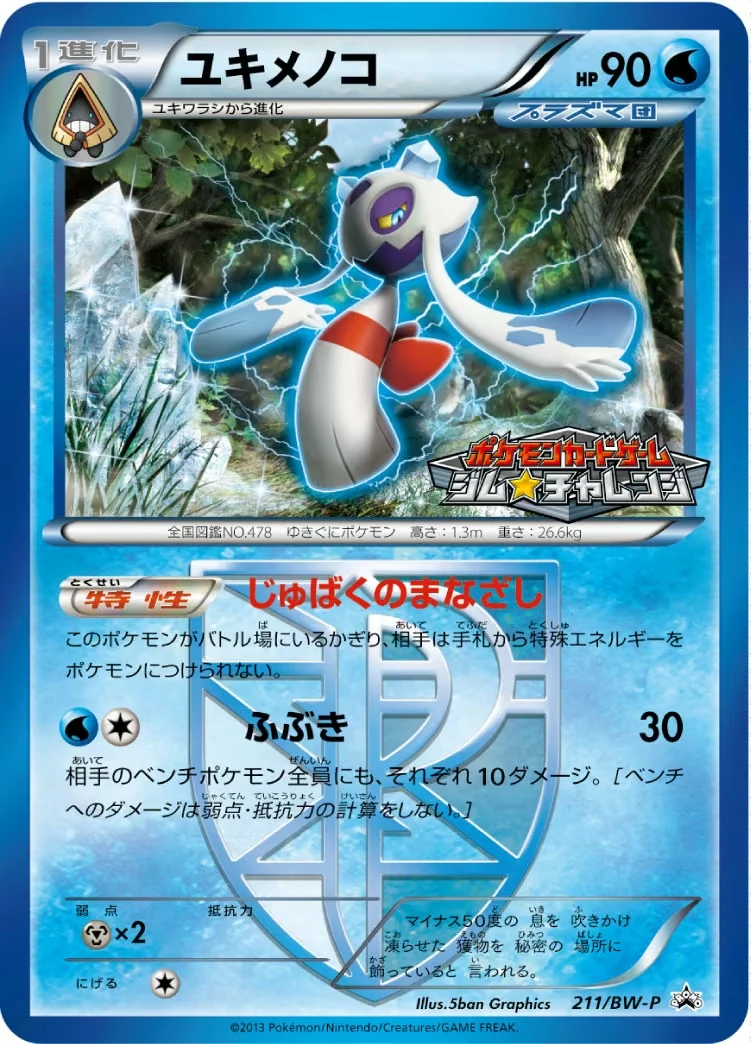 1進化
ユキメノコ
HP90
ユキワラシから進化
プラズマ団
ポケモンカードゲーム
ジム★チャレンジ
全国図鑑NO.478 ゆきぐにポケモン 高さ：1.3m 重さ：26.6kg
とくせい
特性 じゅばくのまなざし
このポケモンがバトル場にいるかぎり、相手は手札から特殊エネルギーを
ポケモンにつけられない。
ふぶき 30
相手のベンチポケモン全員にも、それぞれ10ダメージ。［ベンチ
へのダメージは弱点・抵抗力の計算をしない。］
弱点 抵抗力
×2
にげる
マイナス50度の 息を 吹きかけ
凍らせた 獲物を 秘密の 場所に
飾っていると 言われる。
Illus.5ban Graphics 211/BW-P
©2013 Pokémon/Nintendo/Creatures/GAME FREAK.